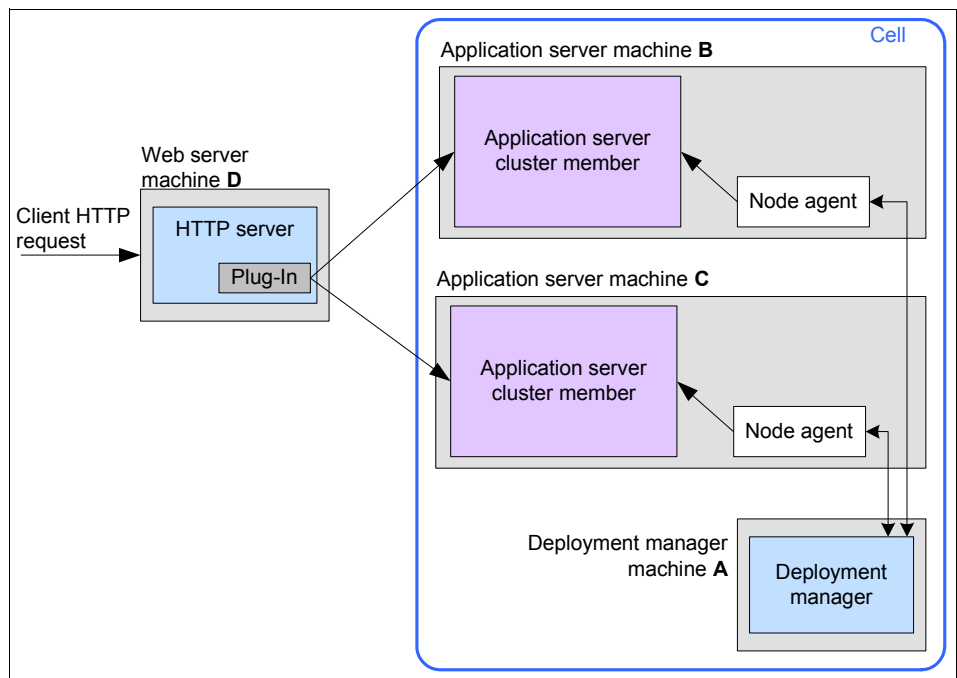 Cell
Application server machine B
Application server
cluster member
Node agent
Web server
machine D
Client HTTP
request
HTTP server
Plug-In
Application server machine C
Application server
cluster member
Node agent
Deployment manager
machine A
Deployment
manager